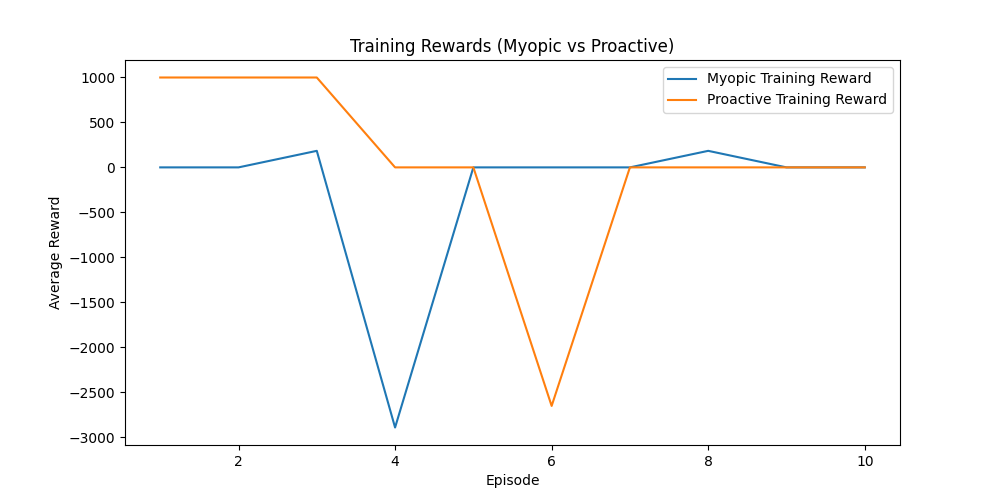 Training Rewards (Myopic vs Proactive)
Myopic Training Reward
Proactive Training Reward
Average Reward
1000
500
0
−500
−1000
−1500
−2000
−2500
−3000
2
4
6
8
10
Episode